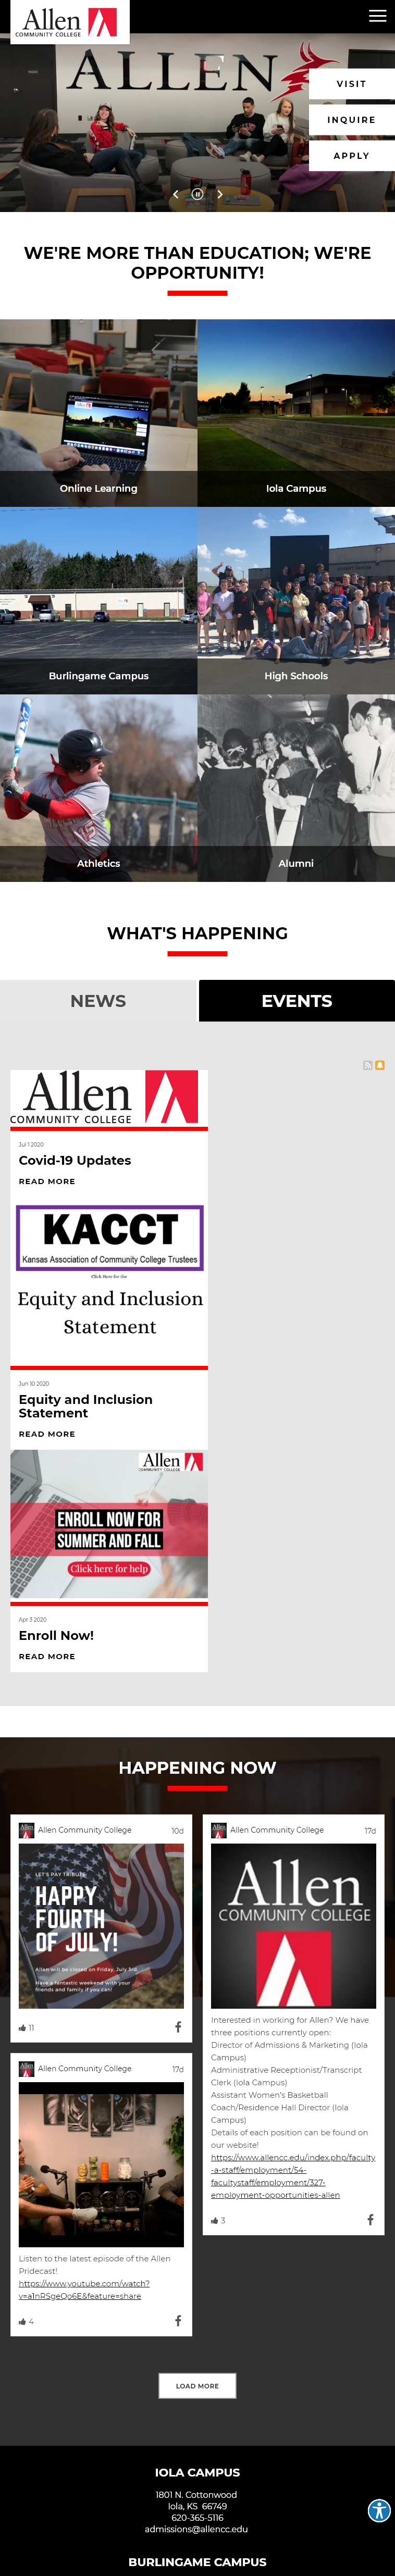 Allen
COMMUNITY COLLEGE
ALLEN
VISIT
INQUIRE
APPLY
WE'RE MORE THAN EDUCATION; WE'RE
OPPORTUNITY!
Online Learning
Iola Campus
Burlingame Campus
High Schools
Athletics
Alumni
WHAT'S HAPPENING
NEWS
EVENTS
Allen
COMMUNITY COLLEGE
Jul 1 2020
Covid-19 Updates
READ MORE
KACCT
Kansas Association of Community College Trustees
Click Here for the
Equity and Inclusion
Statement
Jun 10 2020
Equity and Inclusion
Statement
READ MORE
Allen
COMMUNITY COLLEGE
ENROLL NOW FOR
SUMMER AND FALL
Click here for help
Apr 3 2020
Enroll Now!
READ MORE
HAPPENING NOW
Allen Community College
10d
LET'S PAY TRIBUTE
HAPPY
FOURTH
OF JULY!
Allen will be closed on Friday, July 3rd.
Have a fantastic weekend with your
friends and family if you can!
11
Allen Community College
17d
Listen to the latest episode of the Allen
Pridecast!
https://www.youtube.com/watch?
v=a1nRSgeQo6E&feature=share
4
Allen Community College
17d
Allen
COMMUNITY COLLEGE
Interested in working for Allen? We have
three positions currently open:
Director of Admissions & Marketing (Iola
Campus)
Administrative Receptionist/Transcript
Clerk (Iola Campus)
Assistant Women's Basketball
Coach/Residence Hall Director (Iola
Campus)
Details of each position can be found on
our website!
https://www.allencc.edu/index.php/faculty
-a-staff/employment/54-
facultystaff/employment/327-
employment-opportunities-allen
3
LOAD MORE
IOLA CAMPUS
1801 N. Cottonwood
Iola, KS 66749
620-365-5116
admissions@allencc.edu
BURLINGAME CAMPUS